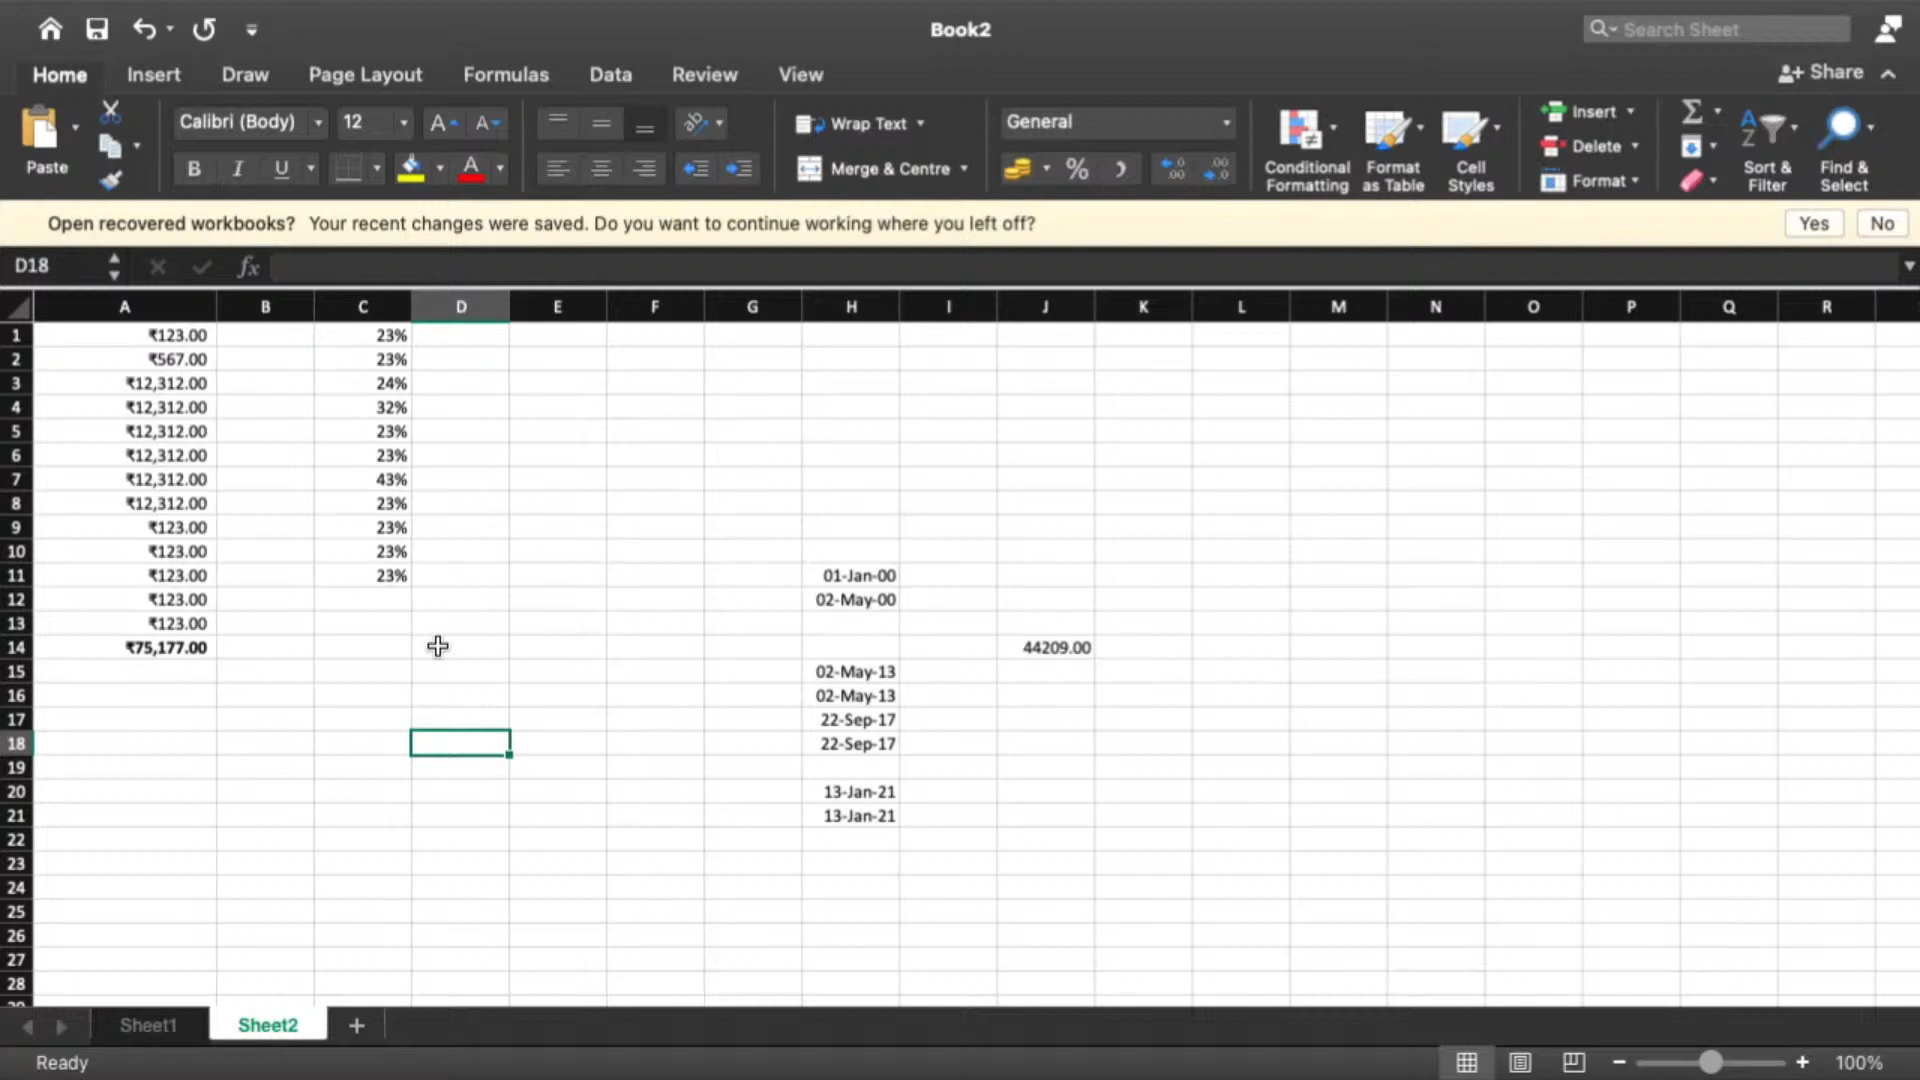 Book2
Search Sheet
Home Insert Draw Page Layout Formulas Data Review View Share
Paste Calibri (Body) 12 A A Wrap Text General Conditional Formatting Format as Table Cell Styles Insert Sort & Filter Find & Select
B I U A Merge & Centre % Delete Format
Open recovered workbooks? Your recent changes were saved. Do you want to continue working where you left off? Yes No
D18 fx
A B C D E F G H I J K L M N O P Q R
1 ₹123.00 23%
2 ₹567.00 23%
3 ₹12,312.00 24%
4 ₹12,312.00 32%
5 ₹12,312.00 23%
6 ₹12,312.00 23%
7 ₹12,312.00 43%
8 ₹12,312.00 23%
9 ₹123.00 23%
10 ₹123.00 23%
11 ₹123.00 23% 01-Jan-00
12 ₹123.00 02-May-00
13 ₹123.00
14 ₹75,177.00 44209.00
15 02-May-13
16 02-May-13
17 22-Sep-17
18 22-Sep-17
19
20 13-Jan-21
21 13-Jan-21
22
23
24
25
26
27
28
Sheet1 Sheet2 +
Ready 100%